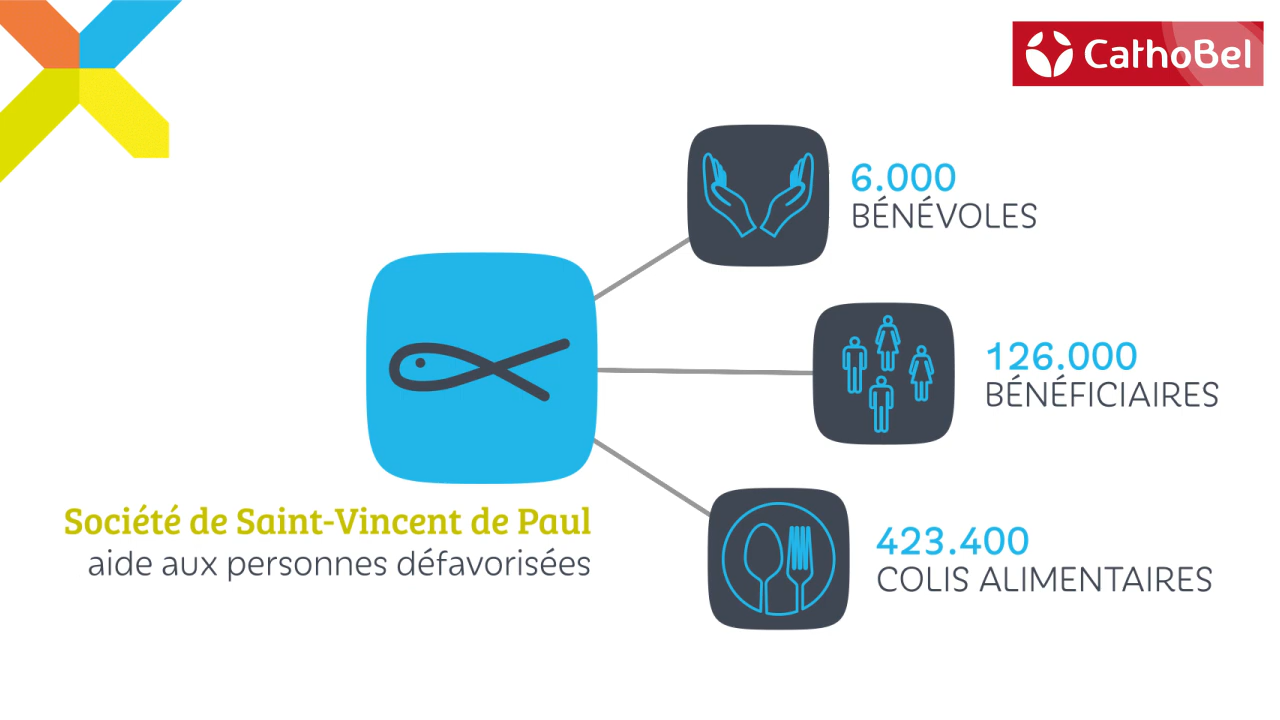 CathoBel
6.000
BÉNÉVOLES
126.000
BÉNÉFICIAIRES
Société de Saint-Vincent de Paul
aide aux personnes défavorisées
423.400
COLIS ALIMENTAIRES